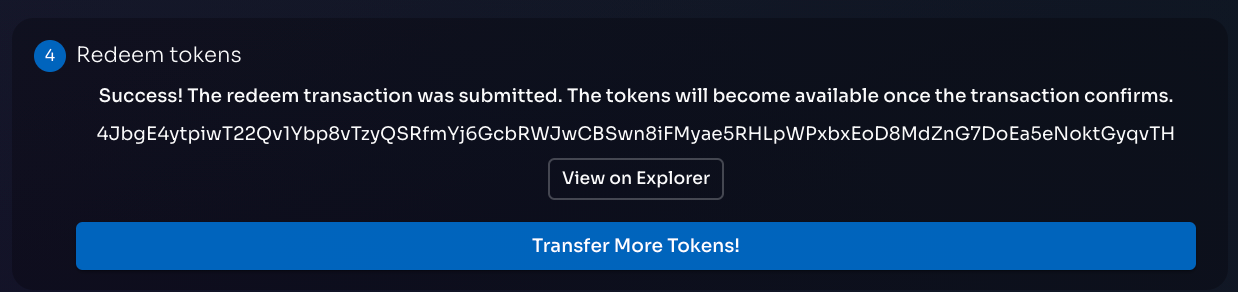 4 Redeem tokens
Success! The redeem transaction was submitted. The tokens will become available once the transaction confirms.
4JbgE4ytpiwT22Qv1Ybp8vTzyQSRfmYj6GcbRWJwCBSwn8iFMyae5RHLpWPxbxEoD8MdZnG7DoEa5eNoktGyqvTH
View on Explorer
Transfer More Tokens!